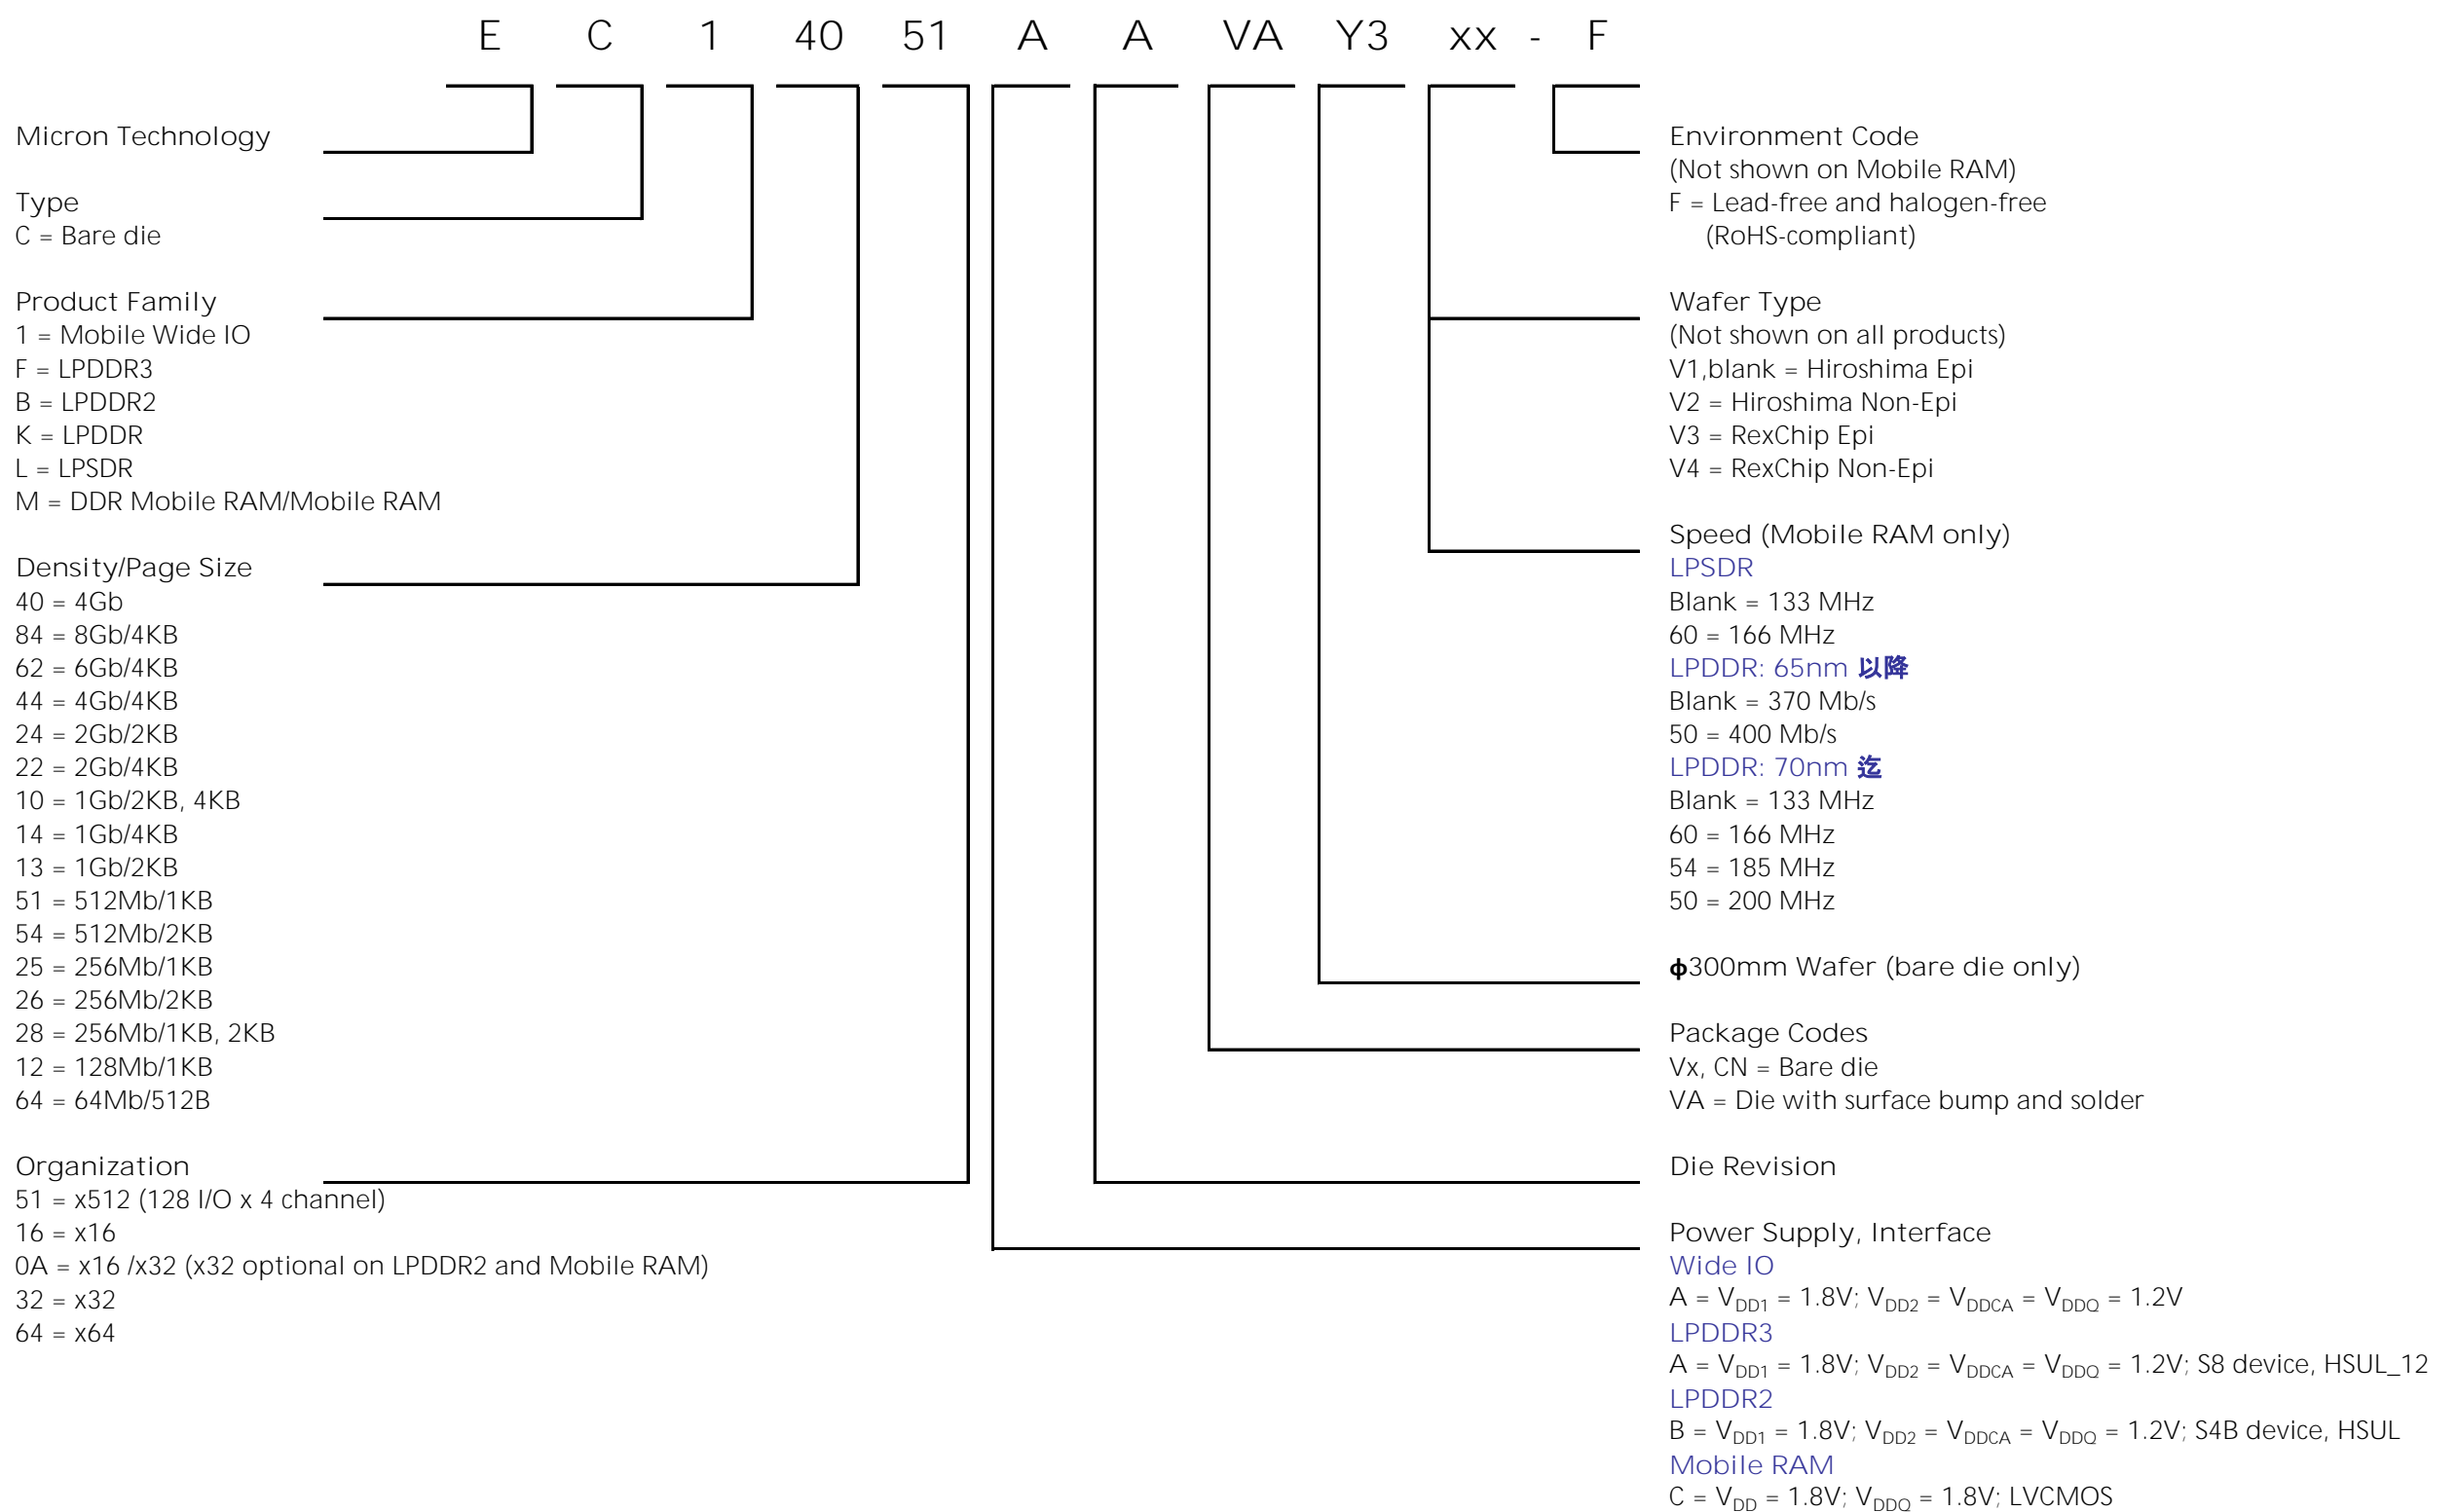 E C 1 40 51 A A VA Y3 xx - F
Micron Technology
Type
C = Bare die
Product Family
1 = Mobile Wide IO
F = LPDDR3
B = LPDDR2
K = LPDDR
L = LPSDR
M = DDR Mobile RAM/Mobile RAM
Density/Page Size
40 = 4Gb
84 = 8Gb/4KB
62 = 6Gb/4KB
44 = 4Gb/4KB
24 = 2Gb/2KB
22 = 2Gb/4KB
10 = 1Gb/2KB, 4KB
14 = 1Gb/4KB
13 = 1Gb/2KB
51 = 512Mb/1KB
54 = 512Mb/2KB
25 = 256Mb/1KB
26 = 256Mb/2KB
28 = 256Mb/1KB, 2KB
12 = 128Mb/1KB
64 = 64Mb/512B
Organization
51 = x512 (128 I/O x 4 channel)
16 = x16
0A = x16 /x32 (x32 optional on LPDDR2 and Mobile RAM)
32 = x32
64 = x64
Environment Code
(Not shown on Mobile RAM)
F = Lead-free and halogen-free
(RoHS-compliant)
Wafer Type
(Not shown on all products)
V1,blank = Hiroshima Epi
V2 = Hiroshima Non-Epi
V3 = RexChip Epi
V4 = RexChip Non-Epi
Speed (Mobile RAM only)
LPSDR
Blank = 133 MHz
60 = 166 MHz
LPDDR: 65nm 以降
Blank = 370 Mb/s
50 = 400 Mb/s
LPDDR: 70nm 迄
Blank = 133 MHz
60 = 166 MHz
54 = 185 MHz
50 = 200 MHz
φ300mm Wafer (bare die only)
Package Codes
Vx, CN = Bare die
VA = Die with surface bump and solder
Die Revision
Power Supply, Interface
Wide IO
A = VDD1 = 1.8V; VDD2 = VDDCA = VDDQ = 1.2V
LPDDR3
A = VDD1 = 1.8V; VDD2 = VDDCA = VDDQ = 1.2V; S8 device, HSUL_12
LPDDR2
B = VDD1 = 1.8V; VDD2 = VDDCA = VDDQ = 1.2V; S4B device, HSUL
Mobile RAM
C = VDD = 1.8V; VDDQ = 1.8V; LVCMOS